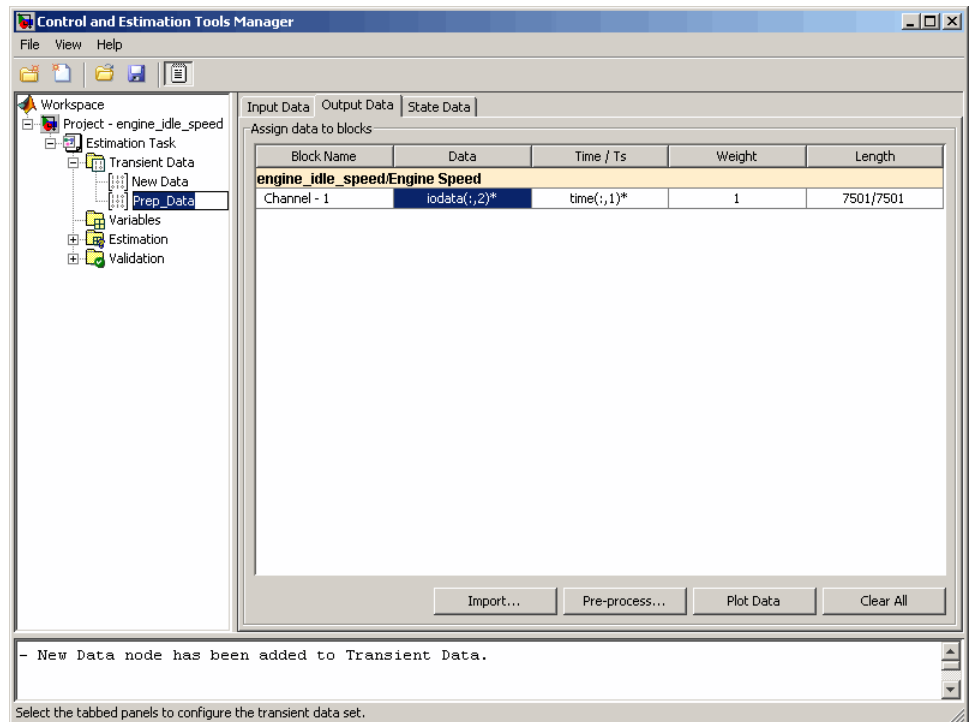 Control and Estimation Tools Manager
File View Help
Workspace
Project - engine_idle_speed
Estimation Task
Transient Data
New Data
Prep_Data
Variables
Estimation
Validation
Input Data Output Data State Data
Assign data to blocks
Block Name Data Time / Ts Weight Length
engine_idle_speed/Engine Speed
Channel - 1 iodata(:,2)* time(:,1)* 1 7501/7501
Import... Pre-process... Plot Data Clear All
- New Data node has been added to Transient Data.
Select the tabbed panels to configure the transient data set.